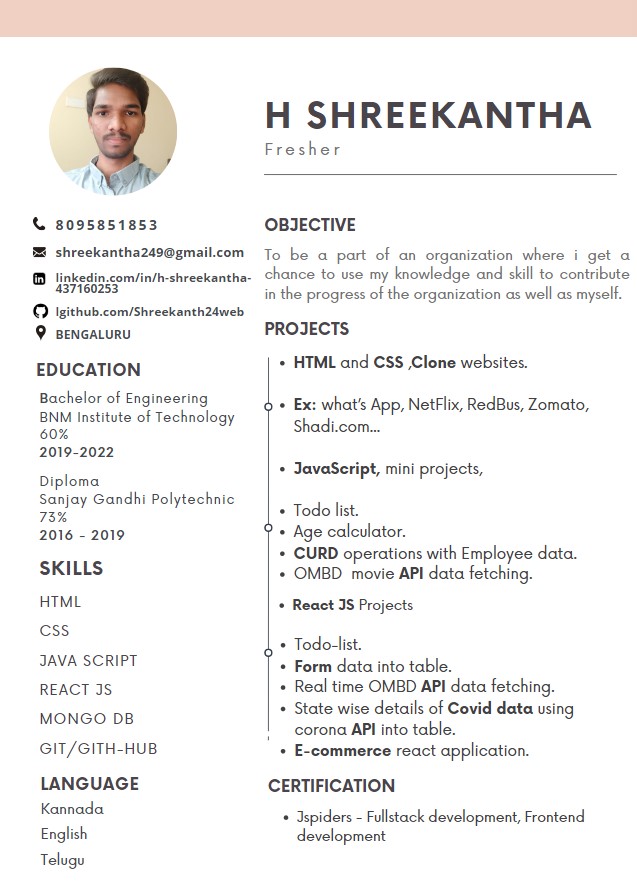 H SHREEKANTHA
Fresher
8095851853
shreekantha249@gmail.com
linkedin.com/in/h-shreekantha-
437160253
lgithub.com/Shreekanth24web
BENGALURU
EDUCATION
Bachelor of Engineering
BNM Institute of Technology
60%
2019-2022
Diploma
Sanjay Gandhi Polytechnic
73%
2016 - 2019
SKILLS
HTML
CSS
JAVA SCRIPT
REACT JS
MONGO DB
GIT/GITH-HUB
LANGUAGE
Kannada
English
Telugu
OBJECTIVE
To be a part of an organization where i get a
chance to use my knowledge and skill to contribute
in the progress of the organization as well as myself.
PROJECTS
• HTML and CSS ,Clone websites.
• Ex: what's App, NetFlix, RedBus, Zomato,
Shadi.com...
• JavaScript, mini projects,
• Todo list.
• Age calculator.
• CURD operations with Employee data.
• OMBD movie API data fetching.
• React JS Projects
• Todo-list.
• Form data into table.
• Real time OMBD API data fetching.
• State wise details of Covid data using
corona API into table.
• E-commerce react application.
CERTIFICATION
• Jspiders - Fullstack development, Frontend
development